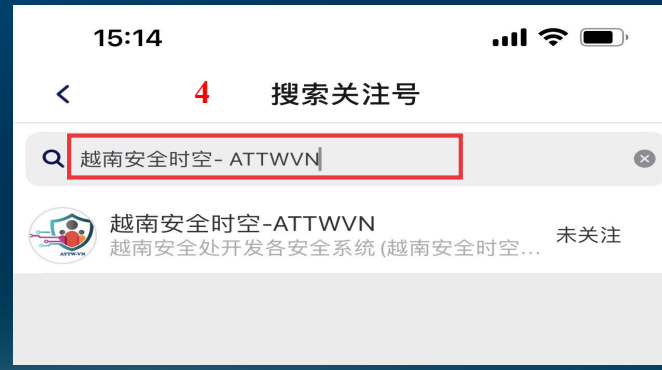 15:14
4 搜索关注号
越南安全时空- ATTWVN
越南安全时空-ATTWVN
未关注
越南安全处开发各安全系统 (越南安全时空...
ATTW-VN